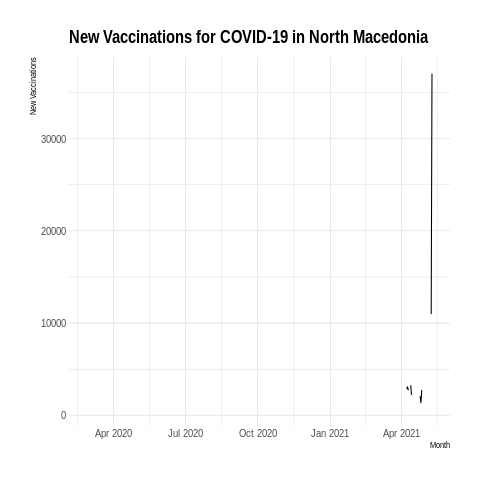 New Vaccinations for COVID-19 in North Macedonia
New Vaccinations
30000
20000
10000
0
Apr 2020 Jul 2020 Oct 2020 Jan 2021 Apr 2021
Month